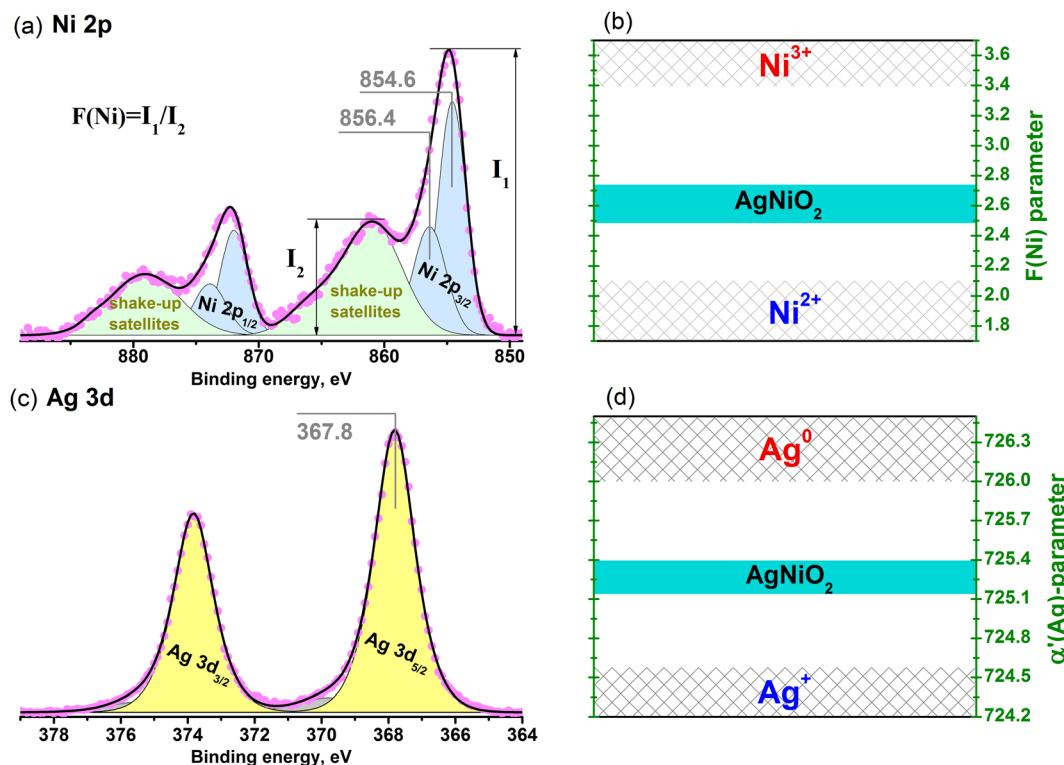 (a) Ni 2p
F(Ni)=I₁/I₂
854.6
856.4
I₁
I₂
shake-up
satellites
Ni 2p₁/₂
shake-up
satellites
Ni 2p₃/₂
880 870 860 850
Binding energy, eV
(b)
Ni³⁺
AgNiO₂
Ni²⁺
3.6
3.4
3.2
3.0
2.8
2.6
2.4
2.2
2.0
1.8
F(Ni) parameter
(c) Ag 3d
367.8
Ag 3d₃/₂
Ag 3d₅/₂
378 376 374 372 370 368 366 364
Binding energy, eV
(d)
Ag⁰
AgNiO₂
Ag⁺
726.3
726.0
725.7
725.4
725.1
724.8
724.5
724.2
α'(Ag)-parameter